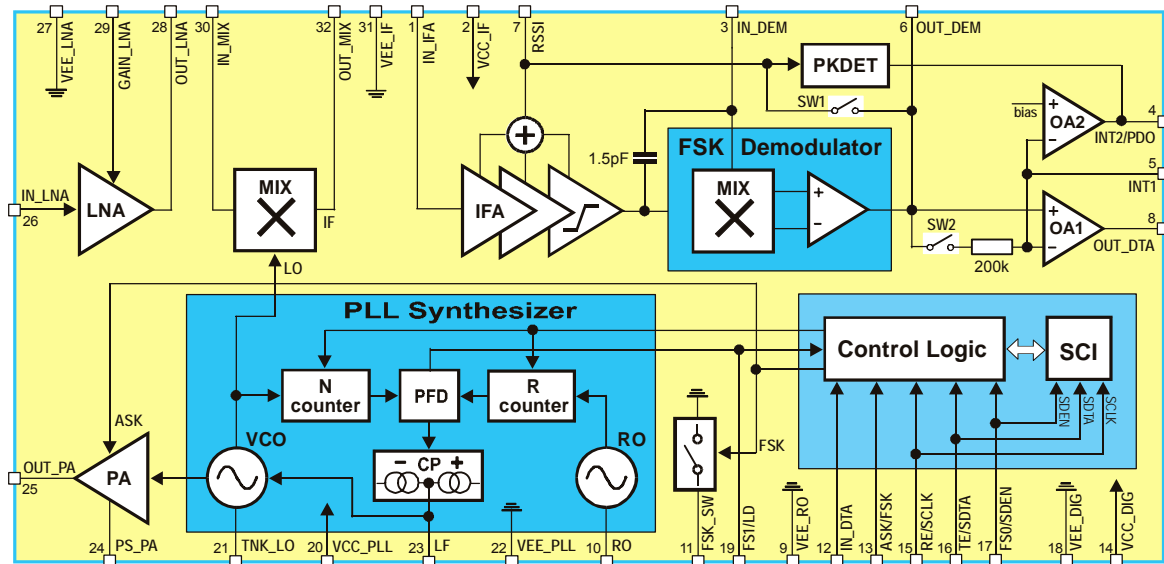 27 29 28 30 32 31 1 2 7 3 6
VEE_LNA
GAIN_LNA
OUT_LNA
IN_MIX
OUT_MIX
VEE_IF
IN_IFA
VCC_IF
RSSI
IN_DEM
OUT_DEM
PKDET
SW1
bias
+
−
OA2
4
INT2/PDO
5
INT1
1.5pF
FSK Demodulator
MIX
+
−
IN_LNA
26
LNA
MIX
IF
LO
+
IFA
SW2
200k
+
−
OA1
8
OUT_DTA
PLL Synthesizer
N
counter
PFD
R
counter
Control Logic
SCI
SDEN
SDTA
SCLK
ASK
VCO
RO
− CP +
FSK
OUT_PA
25
PA
24
PS_PA
21
TNK_LO
20
VCC_PLL
23
LF
22
VEE_PLL
10
RO
11
FSK_SW
19
FS1/LD
9
VEE_RO
12
IN_DTA
13
ASK/FSK
15
RE/SCLK
16
TE/SDTA
17
FS0/SDEN
18
VEE_DIG
14
VCC_DIG